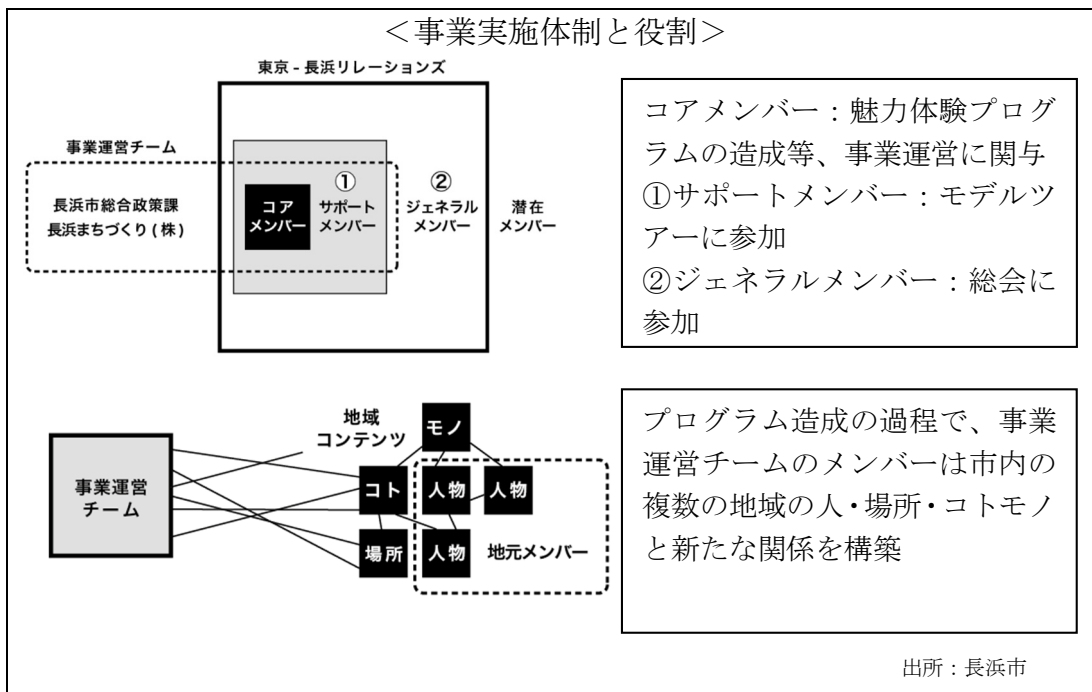 ＜事業実施体制と役割＞
東京 - 長浜リレーションズ
事業運営チーム
長浜市総合政策課
長浜まちづくり(株)
コア
メンバー
①
サポート
メンバー
②
ジェネラル
メンバー
潜在
メンバー
コアメンバー：魅力体験プログ
ラムの造成等、事業運営に関与
①サポートメンバー：モデルツ
アーに参加
②ジェネラルメンバー：総会に
参加
事業運営
チーム
地域
コンテンツ
モノ
コト
人物
人物
場所
人物
地元メンバー
プログラム造成の過程で、事業
運営チームのメンバーは市内の
複数の地域の人・場所・コトモノ
と新たな関係を構築
出所：長浜市